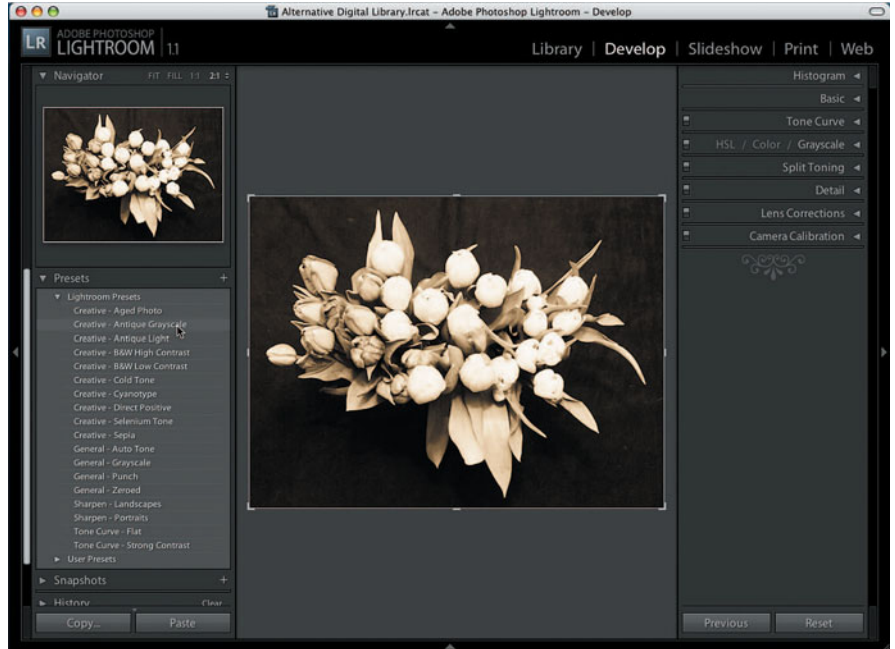 Alternative Digital Library.lrcat – Adobe Photoshop Lightroom – Develop
LR
ADOBE PHOTOSHOP
LIGHTROOM 1.1
Library | Develop | Slideshow | Print | Web
Navigator FIT FILL 1:1 2:1
Presets +
Lightroom Presets
Creative - Aged Photo
Creative - Antique Grayscale
Creative - Antique Light
Creative - B&W High Contrast
Creative - B&W Low Contrast
Creative - Cold Tone
Creative - Cyanotype
Creative - Direct Positive
Creative - Selenium Tone
Creative - Sepia
General - Auto Tone
General - Grayscale
General - Punch
General - Zeroed
Sharpen - Landscapes
Sharpen - Portraits
Tone Curve - Flat
Tone Curve - Strong Contrast
User Presets
Snapshots +
History Clear
Copy... Paste
Histogram
Basic
Tone Curve
HSL / Color / Grayscale
Split Toning
Detail
Lens Corrections
Camera Calibration
Previous Reset